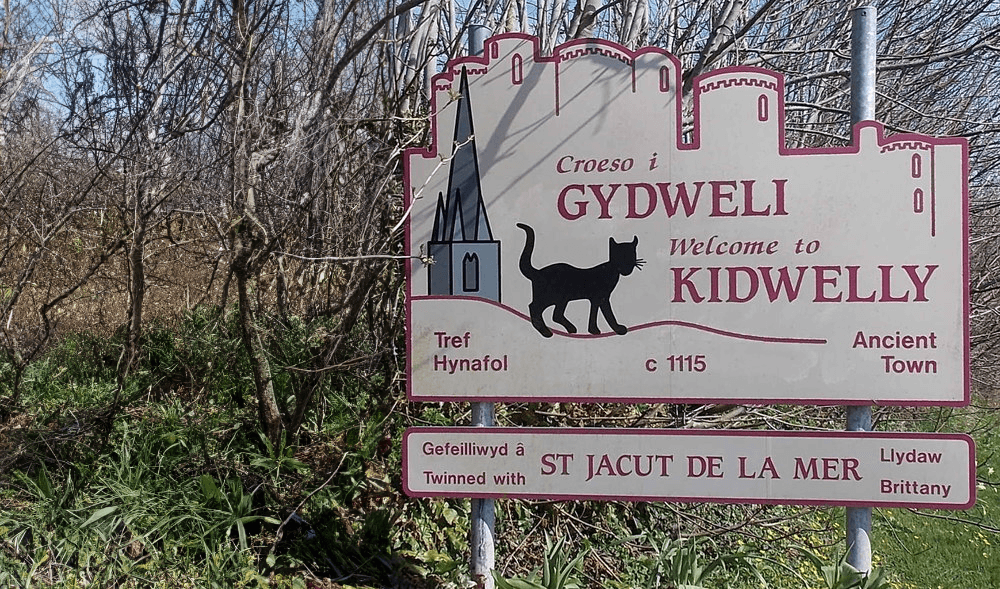 Croeso i
GYDWELI
Welcome to
KIDWELLY
Tref
Hynafol
c 1115
Ancient
Town
Gefeilliwyd â
Twinned with
ST JACUT DE LA MER
Llydaw
Brittany